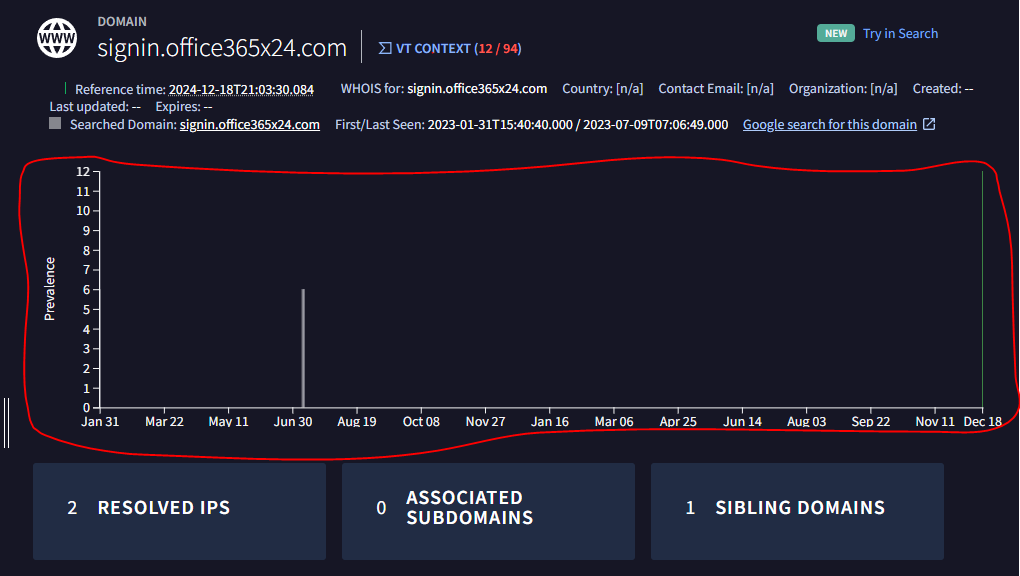 DOMAIN
WWW
signin.office365x24.com
VT CONTEXT (12 / 94)
NEW Try in Search
Reference time: 2024-12-18T21:03:30.084 WHOIS for: signin.office365x24.com Country: [n/a] Contact Email: [n/a] Organization: [n/a] Created: --
Last updated: -- Expires: --
Searched Domain: signin.office365x24.com First/Last Seen: 2023-01-31T15:40:40.000 / 2023-07-09T07:06:49.000 Google search for this domain
Prevalence
12
11
10
9
8
7
6
5
4
3
2
1
0
Jan 31 Mar 22 May 11 Jun 30 Aug 19 Oct 08 Nov 27 Jan 16 Mar 06 Apr 25 Jun 14 Aug 03 Sep 22 Nov 11 Dec 18
2 RESOLVED IPS
0 ASSOCIATED
SUBDOMAINS
1 SIBLING DOMAINS